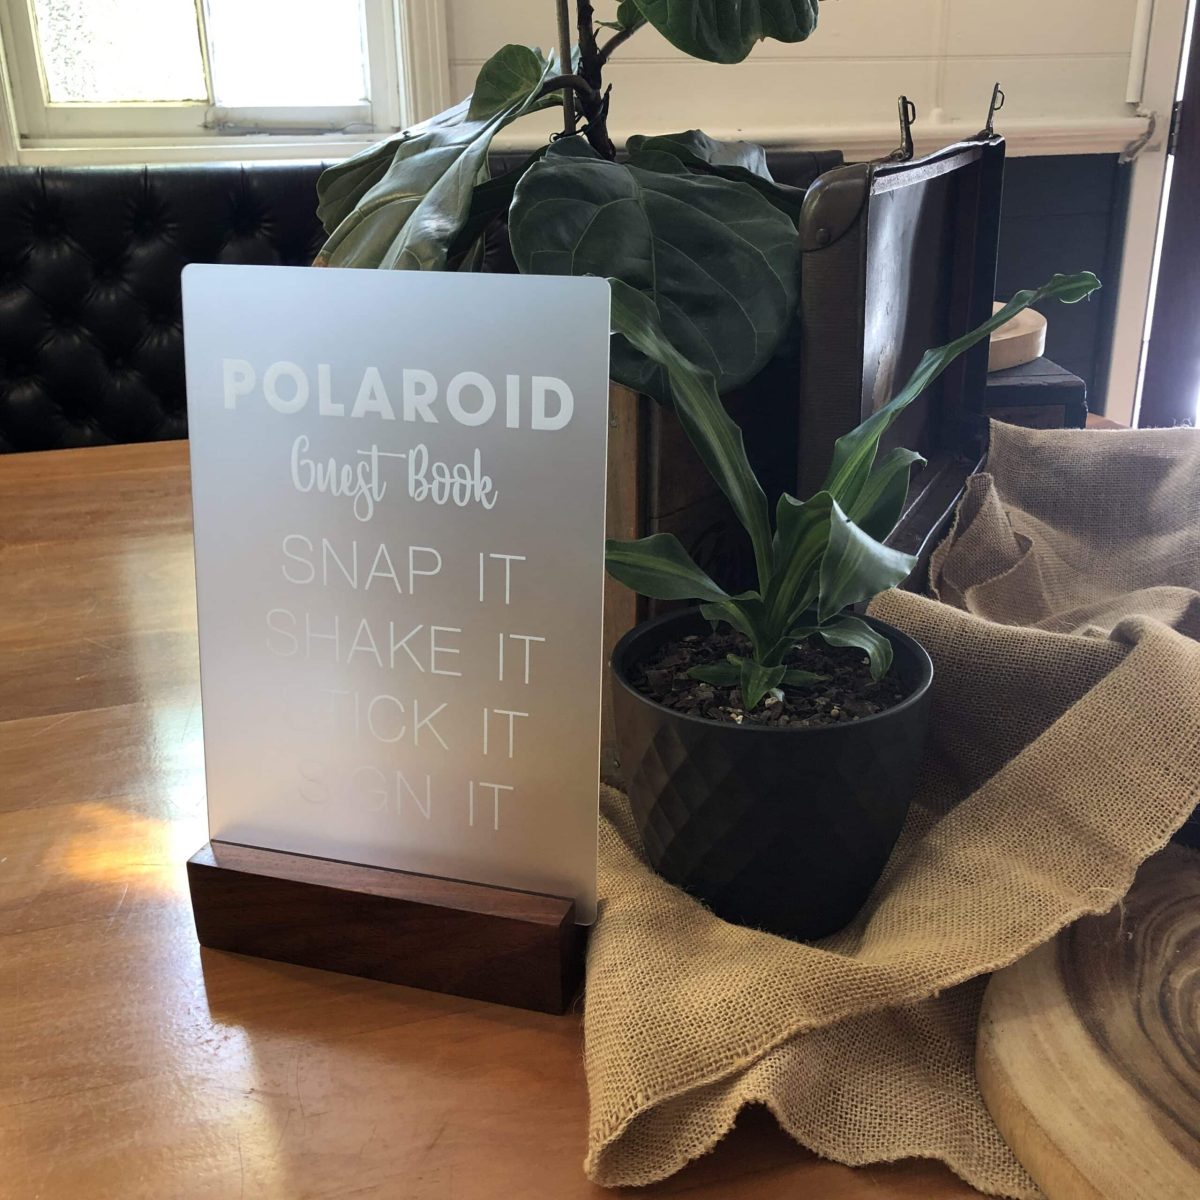 POLAROID
Guest Book
SNAP IT
SHAKE IT
STICK IT
SIGN IT